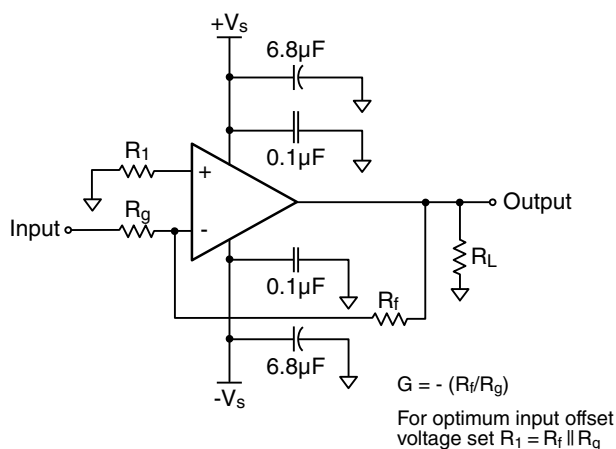 +Vs
6.8μF
R1
+
0.1μF
Input
Rg
-
Output
RL
0.1μF
Rf
6.8μF
-Vs
G = - (Rf/Rg)
For optimum input offset
voltage set R1 = Rf || Rg